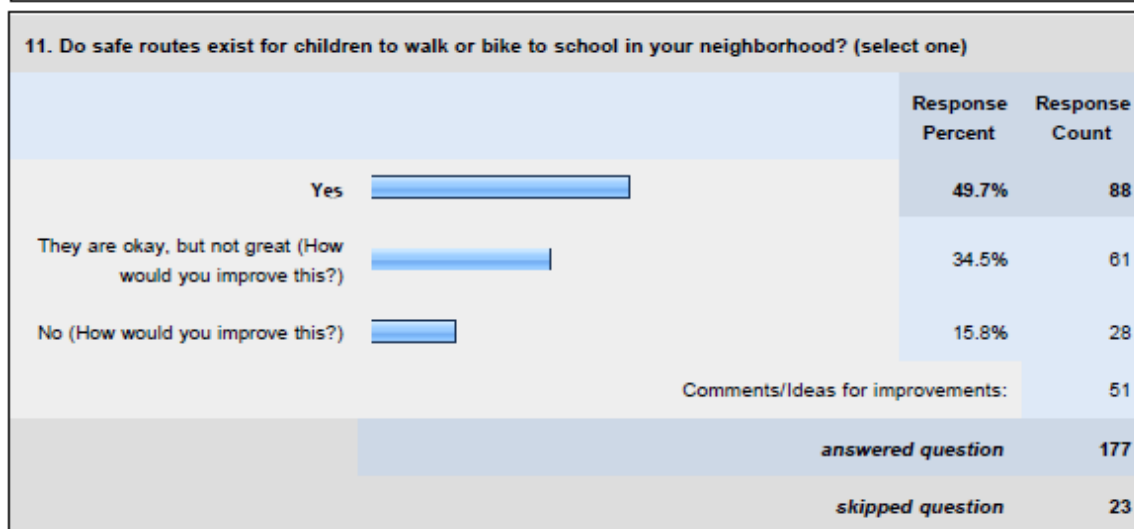 11. Do safe routes exist for children to walk or bike to school in your neighborhood? (select one)
Response Percent
Response Count
Yes 49.7% 88
They are okay, but not great (How would you improve this?) 34.5% 61
No (How would you improve this?) 15.8% 28
Comments/Ideas for improvements: 51
answered question 177
skipped question 23